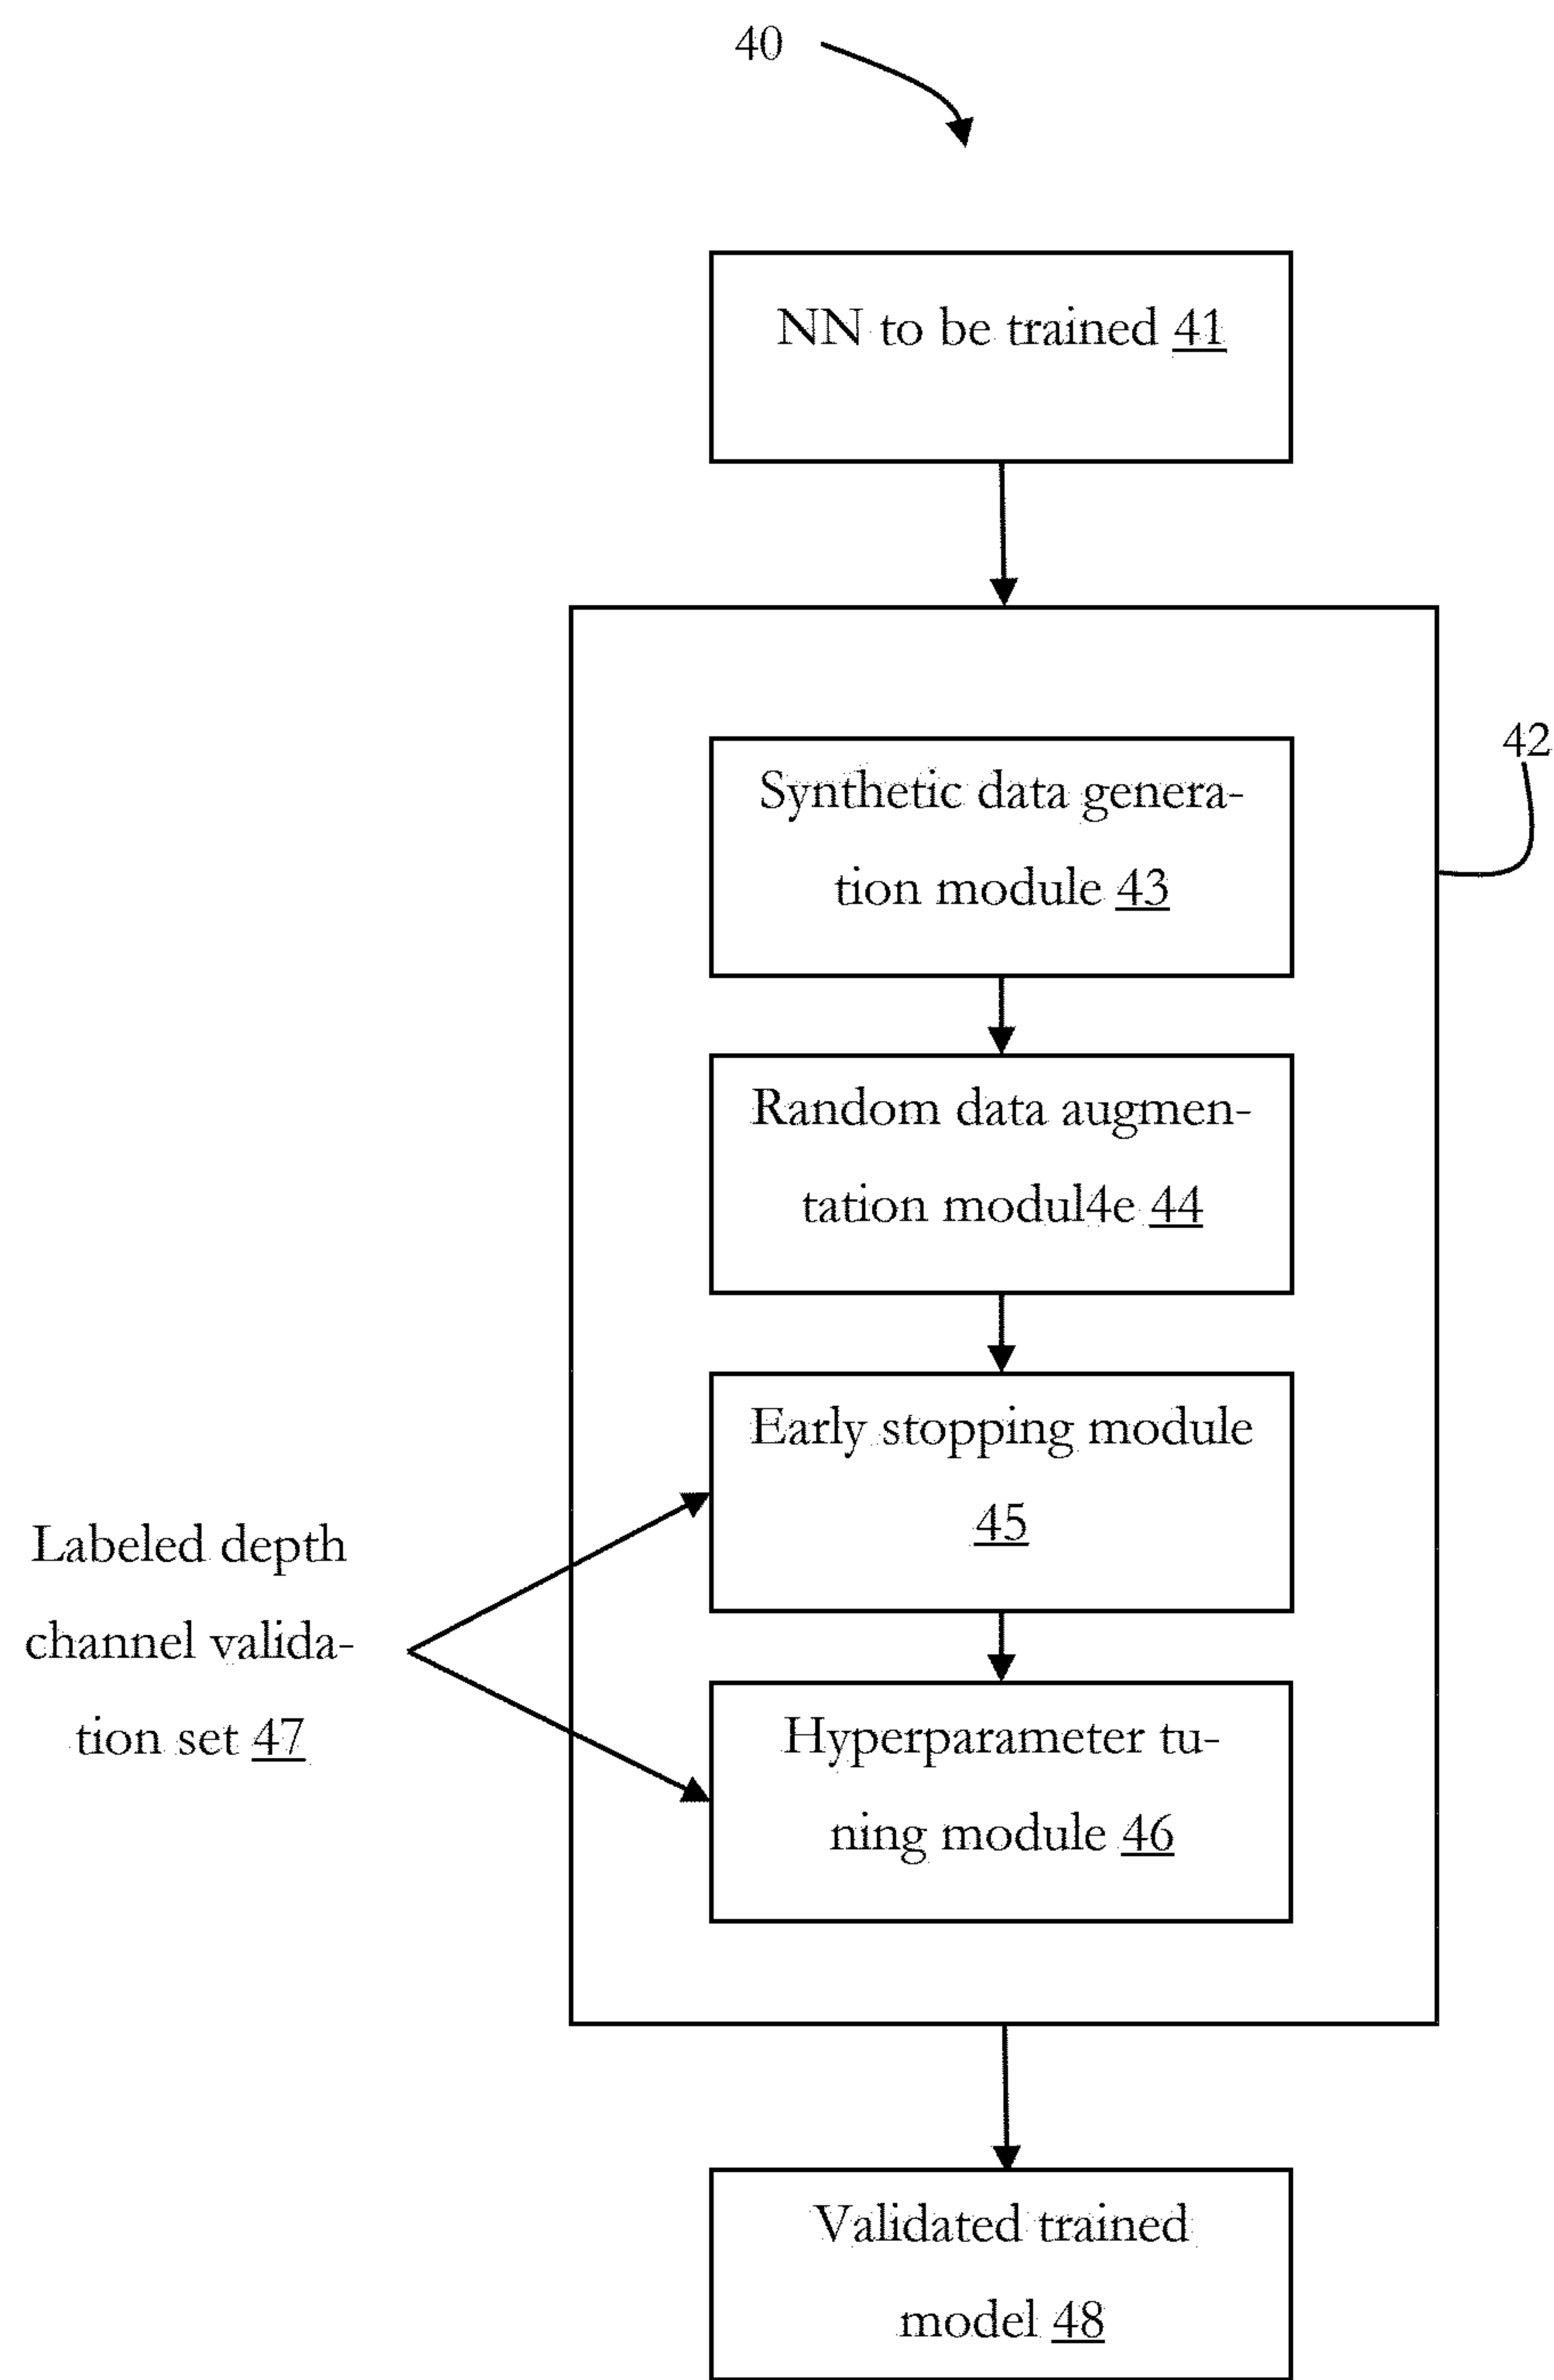 40
NN to be trained 41
42
Synthetic data genera-
tion module 43
Random data augmen-
tation modul4e 44
Early stopping module
45
Labeled depth
channel valida-
tion set 47
Hyperparameter tu-
ning module 46
Validated trained
model 48